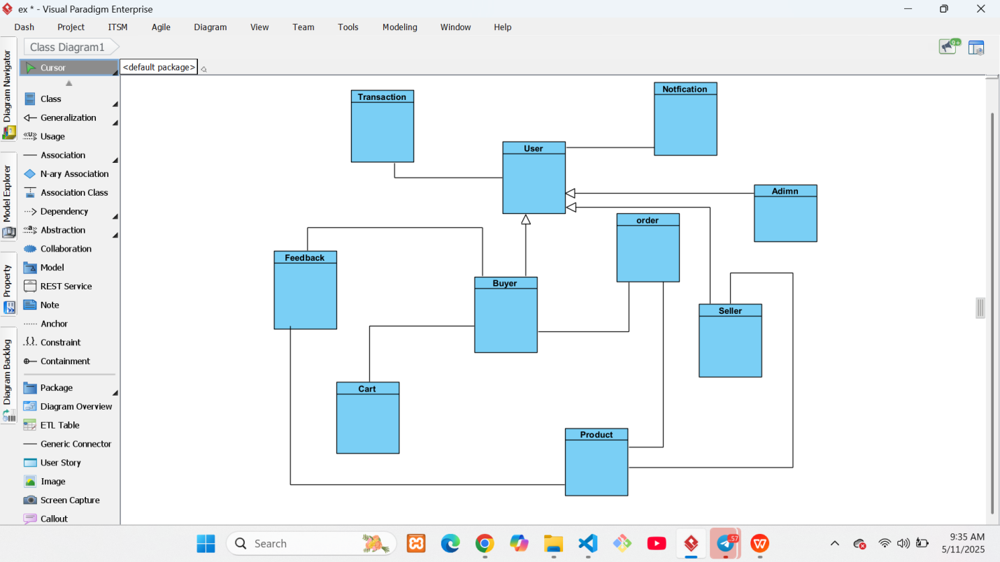 ex * - Visual Paradigm Enterprise
Dash Project ITSM Agile Diagram View Team Tools Modeling Window Help
Class Diagram1
9+
Diagram Navigator
Model Explorer
Property
Diagram Backlog
Cursor
<default package>
Class
Generalization
«U» Usage
Association
N-ary Association
Association Class
Dependency
«a» Abstraction
Collaboration
Model
REST Service
Note
Anchor
Constraint
Containment
Package
Diagram Overview
ETL Table
Generic Connector
User Story
Image
Screen Capture
Callout
Transaction
Notfication
User
Adimn
order
Feedback
Buyer
Seller
Cart
Product
Search
57
9:35 AM
5/11/2025